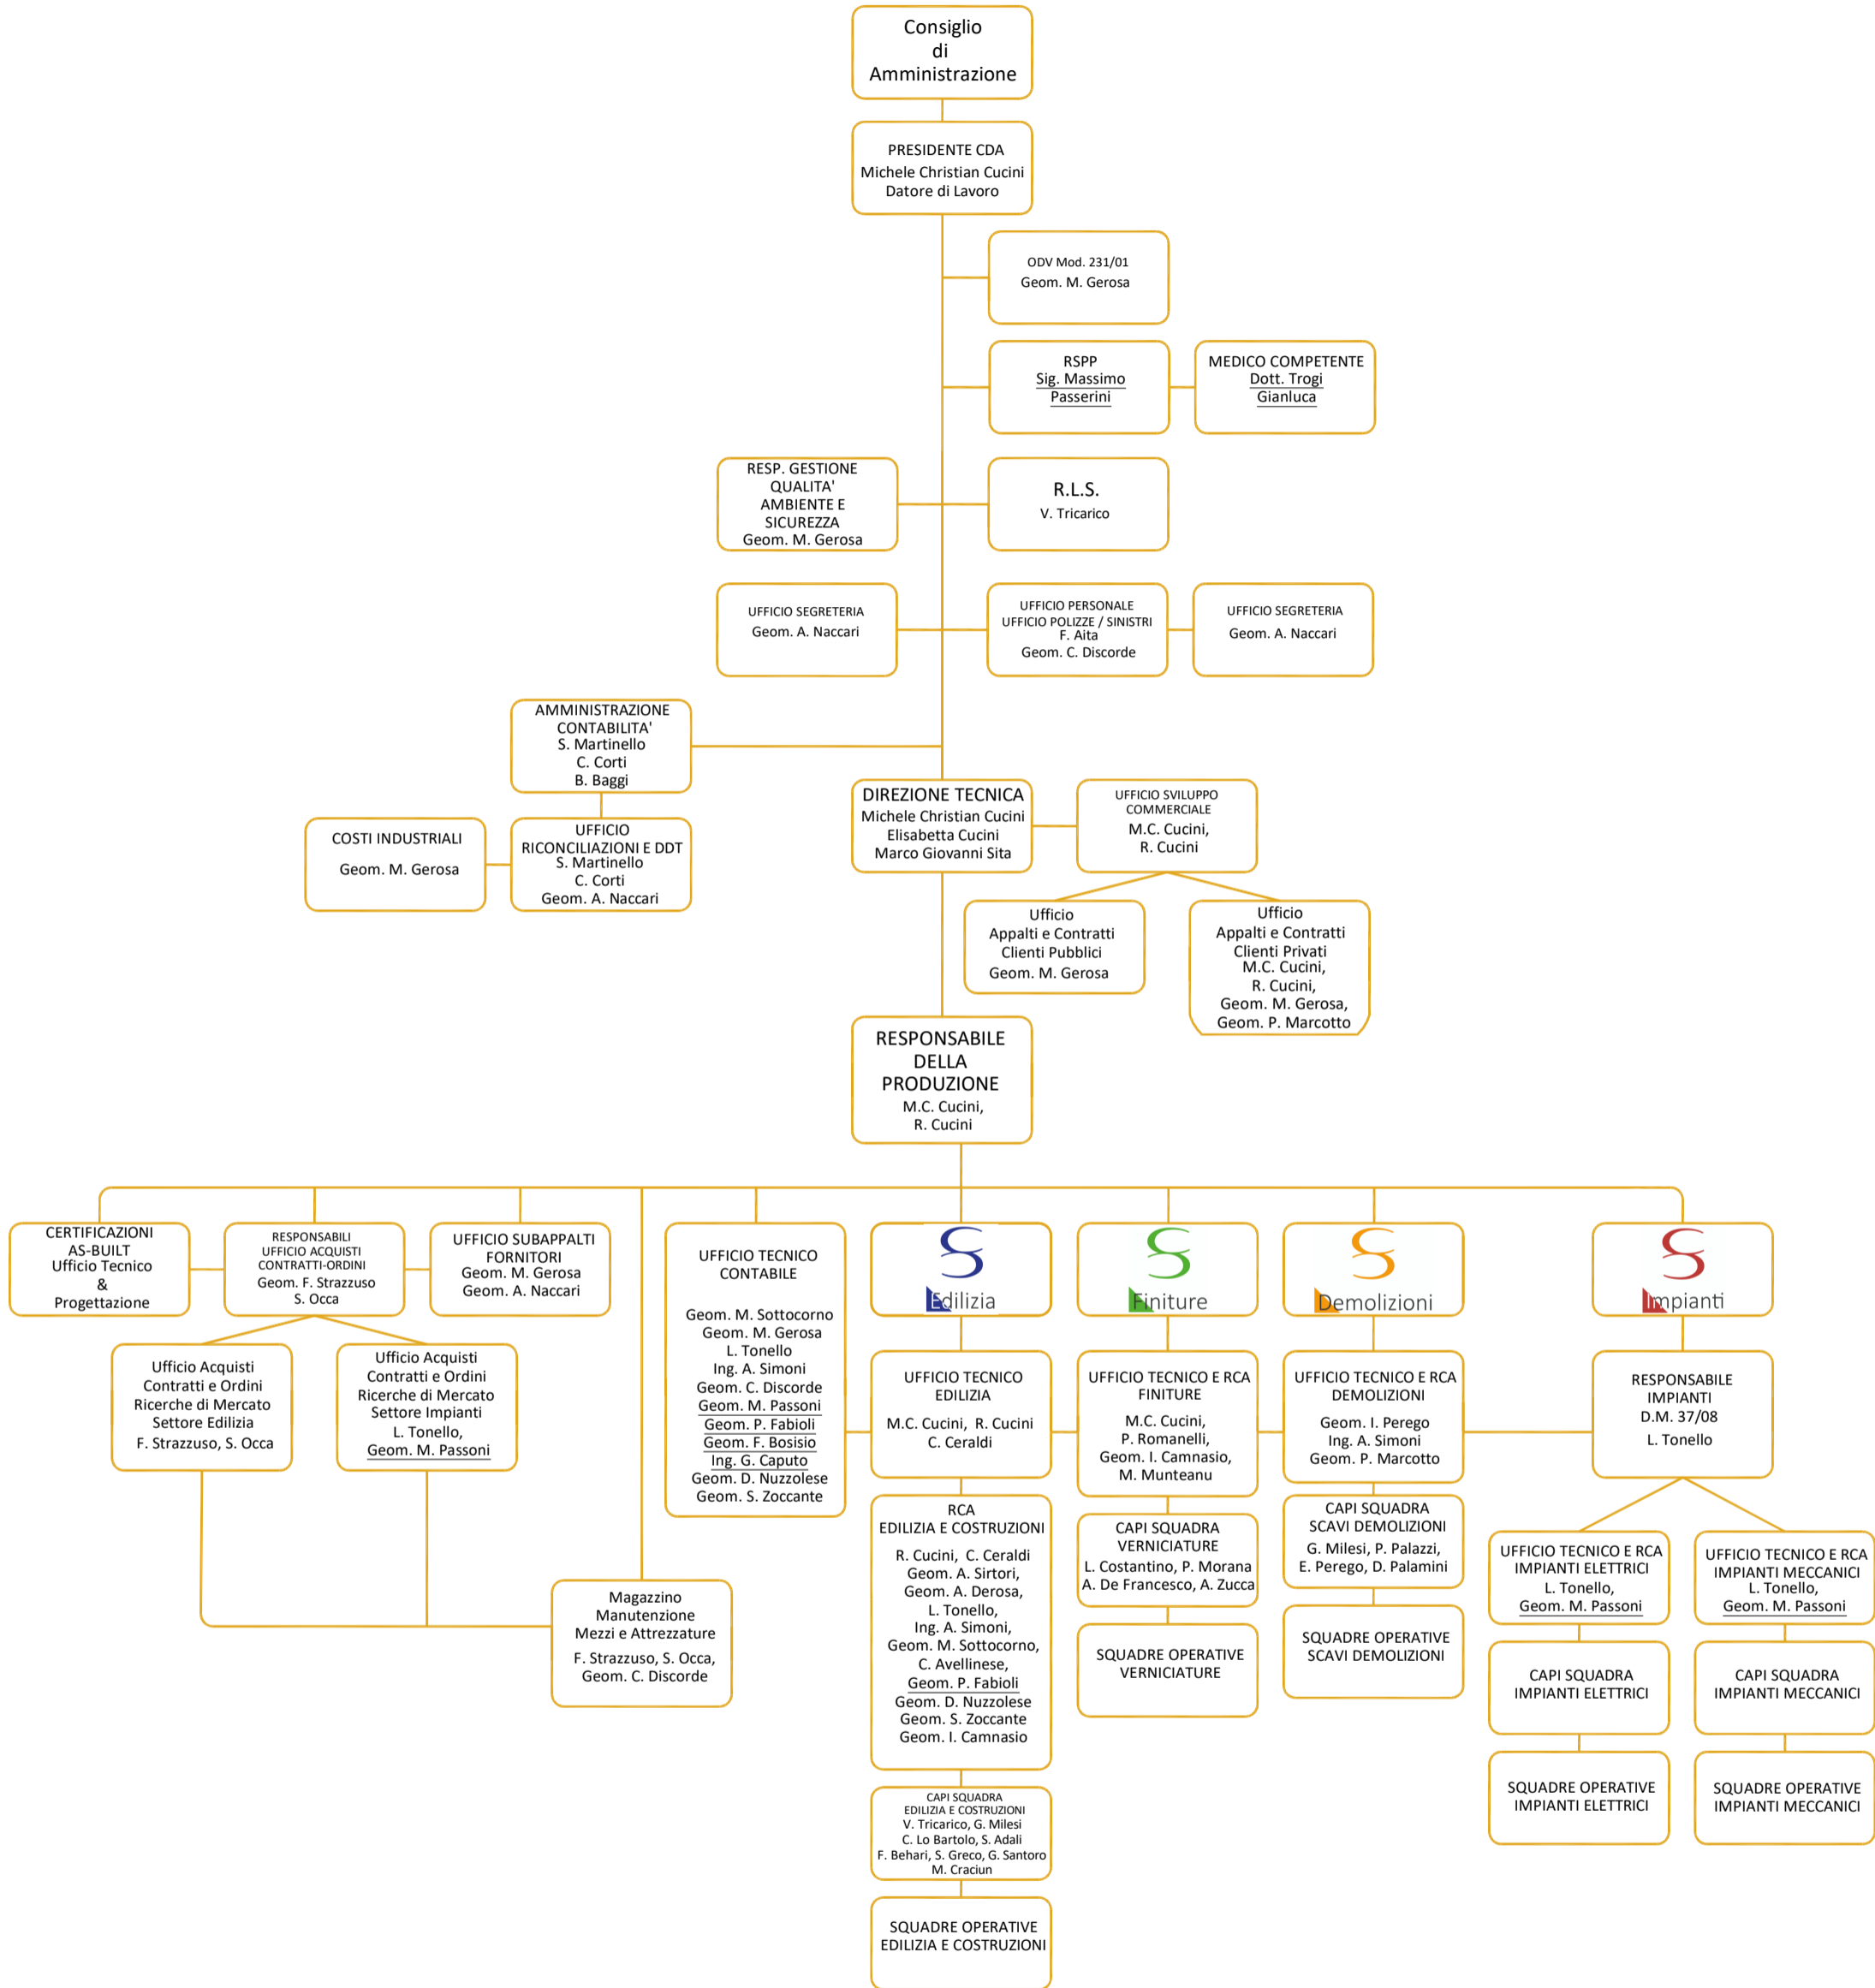 Consiglio
di
Amministrazione
PRESIDENTE CDA
Michele Christian Cucini
Datore di Lavoro
ODV Mod. 231/01
Geom. M. Gerosa
RSPP
Sig. Massimo
Passerini
MEDICO COMPETENTE
Dott. Trogi
Gianluca
RESP. GESTIONE
QUALITA'
AMBIENTE E
SICUREZZA
Geom. M. Gerosa
R.L.S.
V. Tricarico
UFFICIO SEGRETERIA
Geom. A. Naccari
UFFICIO PERSONALE
UFFICIO POLIZZE / SINISTRI
F. Aita
Geom. C. Discorde
UFFICIO SEGRETERIA
Geom. A. Naccari
AMMINISTRAZIONE
CONTABILITA'
S. Martinello
C. Corti
B. Baggi
DIREZIONE TECNICA
Michele Christian Cucini
Elisabetta Cucini
Marco Giovanni Sita
UFFICIO SVILUPPO
COMMERCIALE
M.C. Cucini,
R. Cucini
COSTI INDUSTRIALI
Geom. M. Gerosa
UFFICIO
RICONCILIAZIONI E DDT
S. Martinello
C. Corti
Geom. A. Naccari
Ufficio
Appalti e Contratti
Clienti Pubblici
Geom. M. Gerosa
Ufficio
Appalti e Contratti
Clienti Privati
M.C. Cucini,
R. Cucini,
Geom. M. Gerosa,
Geom. P. Marcotto
RESPONSABILE
DELLA
PRODUZIONE
M.C. Cucini,
R. Cucini
CERTIFICAZIONI
AS-BUILT
Ufficio Tecnico
&
Progettazione
RESPONSABILI
UFFICIO ACQUISTI
CONTRATTI-ORDINI
Geom. F. Strazzuso
S. Occa
UFFICIO SUBAPPALTI
FORNITORI
Geom. M. Gerosa
Geom. A. Naccari
UFFICIO TECNICO
CONTABILE
Geom. M. Sottocorno
Geom. M. Gerosa
L. Tonello
Ing. A. Simoni
Geom. C. Discorde
Geom. M. Passoni
Geom. P. Fabioli
Geom. F. Bosisio
Ing. G. Caputo
Geom. D. Nuzzolese
Geom. S. Zoccante
Edilizia
Finiture
Demolizioni
Impianti
Ufficio Acquisti
Contratti e Ordini
Ricerche di Mercato
Settore Edilizia
F. Strazzuso, S. Occa
Ufficio Acquisti
Contratti e Ordini
Ricerche di Mercato
Settore Impianti
L. Tonello,
Geom. M. Passoni
UFFICIO TECNICO
EDILIZIA
M.C. Cucini, R. Cucini
C. Ceraldi
UFFICIO TECNICO E RCA
FINITURE
M.C. Cucini,
P. Romanelli,
Geom. I. Camnasio,
M. Munteanu
UFFICIO TECNICO E RCA
DEMOLIZIONI
Geom. I. Perego
Ing. A. Simoni
Geom. P. Marcotto
RESPONSABILE
IMPIANTI
D.M. 37/08
L. Tonello
RCA
EDILIZIA E COSTRUZIONI
R. Cucini, C. Ceraldi
Geom. A. Sirtori,
Geom. A. Derosa,
L. Tonello,
Ing. A. Simoni,
Geom. M. Sottocorno,
C. Avellinese,
Geom. P. Fabioli
Geom. D. Nuzzolese
Geom. S. Zoccante
Geom. I. Camnasio
CAPI SQUADRA
VERNICIATURE
L. Costantino, P. Morana
A. De Francesco, A. Zucca
CAPI SQUADRA
SCAVI DEMOLIZIONI
G. Milesi, P. Palazzi,
E. Perego, D. Palamini
UFFICIO TECNICO E RCA
IMPIANTI ELETTRICI
L. Tonello,
Geom. M. Passoni
UFFICIO TECNICO E RCA
IMPIANTI MECCANICI
L. Tonello,
Geom. M. Passoni
Magazzino
Manutenzione
Mezzi e Attrezzature
F. Strazzuso, S. Occa,
Geom. C. Discorde
SQUADRE OPERATIVE
VERNICIATURE
SQUADRE OPERATIVE
SCAVI DEMOLIZIONI
CAPI SQUADRA
IMPIANTI ELETTRICI
CAPI SQUADRA
IMPIANTI MECCANICI
CAPI SQUADRA
EDILIZIA E COSTRUZIONI
V. Tricarico, G. Milesi
C. Lo Bartolo, S. Adali
F. Behari, S. Greco, G. Santoro
M. Craciun
SQUADRE OPERATIVE
IMPIANTI ELETTRICI
SQUADRE OPERATIVE
IMPIANTI MECCANICI
SQUADRE OPERATIVE
EDILIZIA E COSTRUZIONI